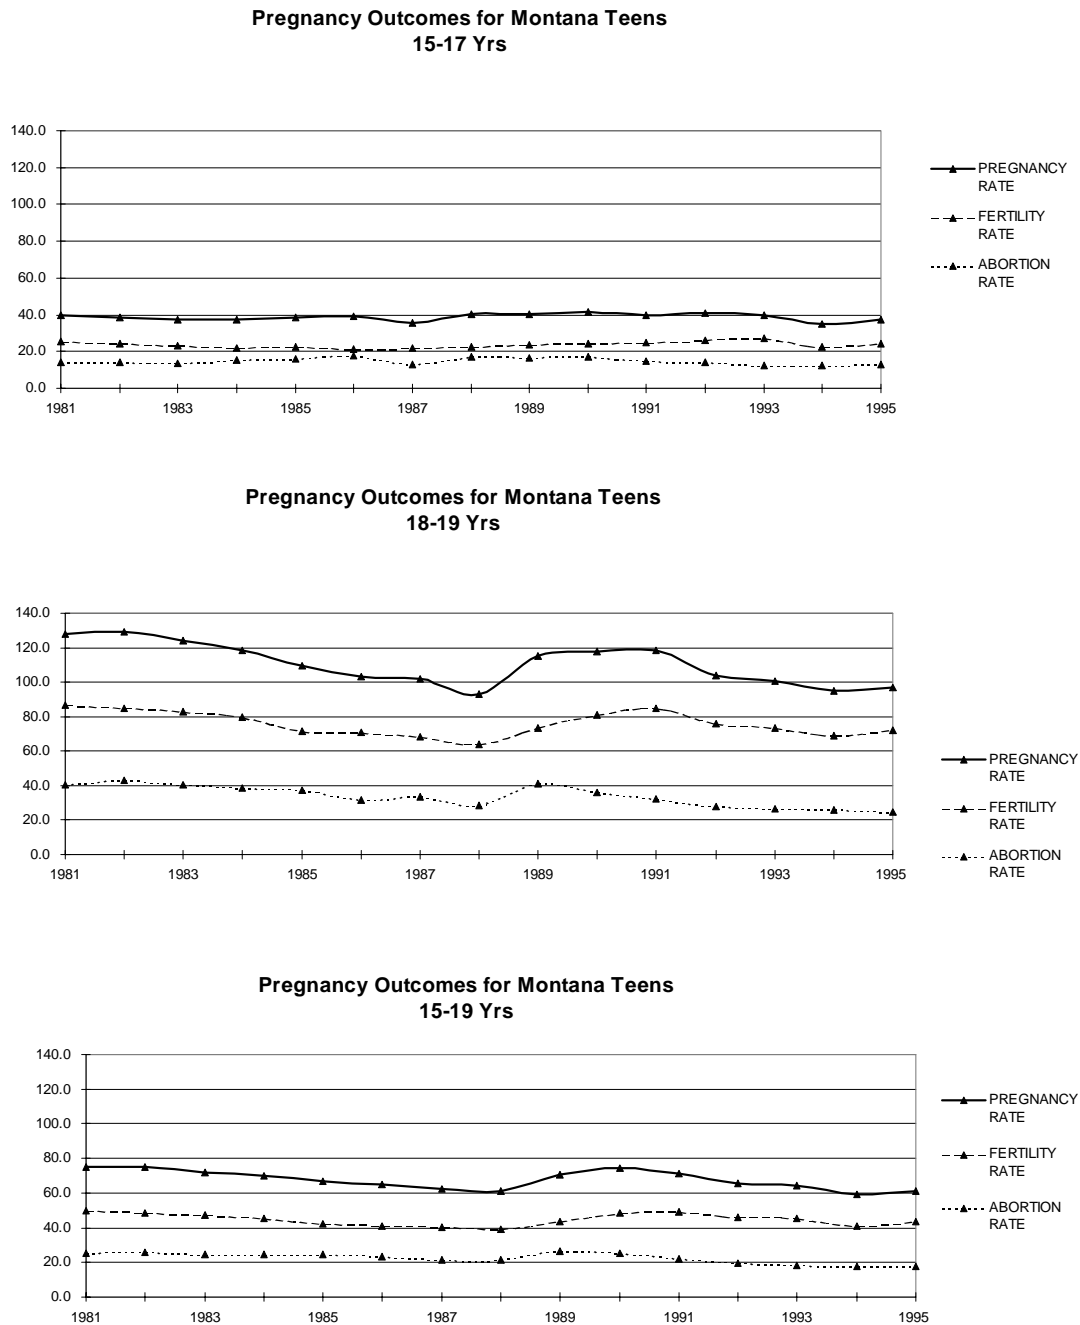 Pregnancy Outcomes for Montana Teens
15-17 Yrs
140.0
120.0
100.0
80.0
60.0
40.0
20.0
0.0
1981 1983 1985 1987 1989 1991 1993 1995
PREGNANCY
RATE
FERTILITY
RATE
ABORTION
RATE
Pregnancy Outcomes for Montana Teens
18-19 Yrs
140.0
120.0
100.0
80.0
60.0
40.0
20.0
0.0
1981 1983 1985 1987 1989 1991 1993 1995
PREGNANCY
RATE
FERTILITY
RATE
ABORTION
RATE
Pregnancy Outcomes for Montana Teens
15-19 Yrs
140.0
120.0
100.0
80.0
60.0
40.0
20.0
0.0
1981 1983 1985 1987 1989 1991 1993 1995
PREGNANCY
RATE
FERTILITY
RATE
ABORTION
RATE